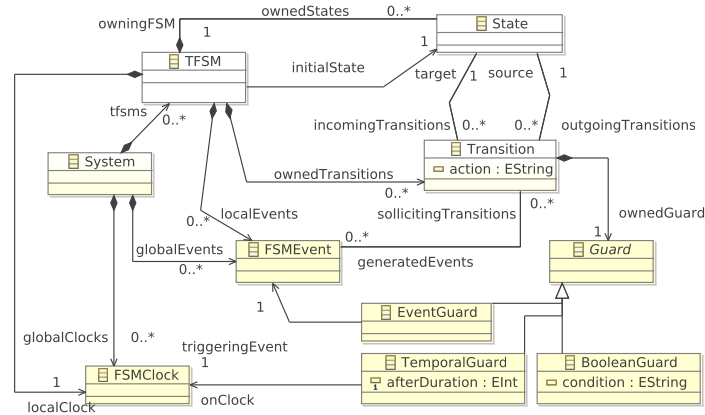 ownedStates
0..*
owningFSM
1
State
TFSM
initialState
1
target
1
source
1
tfsms
0..*
incomingTransitions
0..*
0..*
outgoingTransitions
System
Transition
action : EString
ownedTransitions
0..*
sollicitingTransitions
0..*
ownedGuard
1
0..*
localEvents
globalEvents
0..*
FSMEvent
0..*
generatedEvents
Guard
1
EventGuard
globalClocks
0..*
triggeringEvent
TemporalGuard
afterDuration : EInt
BooleanGuard
condition : EString
FSMClock
1
localClock
1
onClock